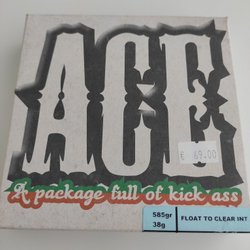 ACE
€ 69.00
A package full of kick ass
585gr
38g
FLOAT TO CLEAR INT